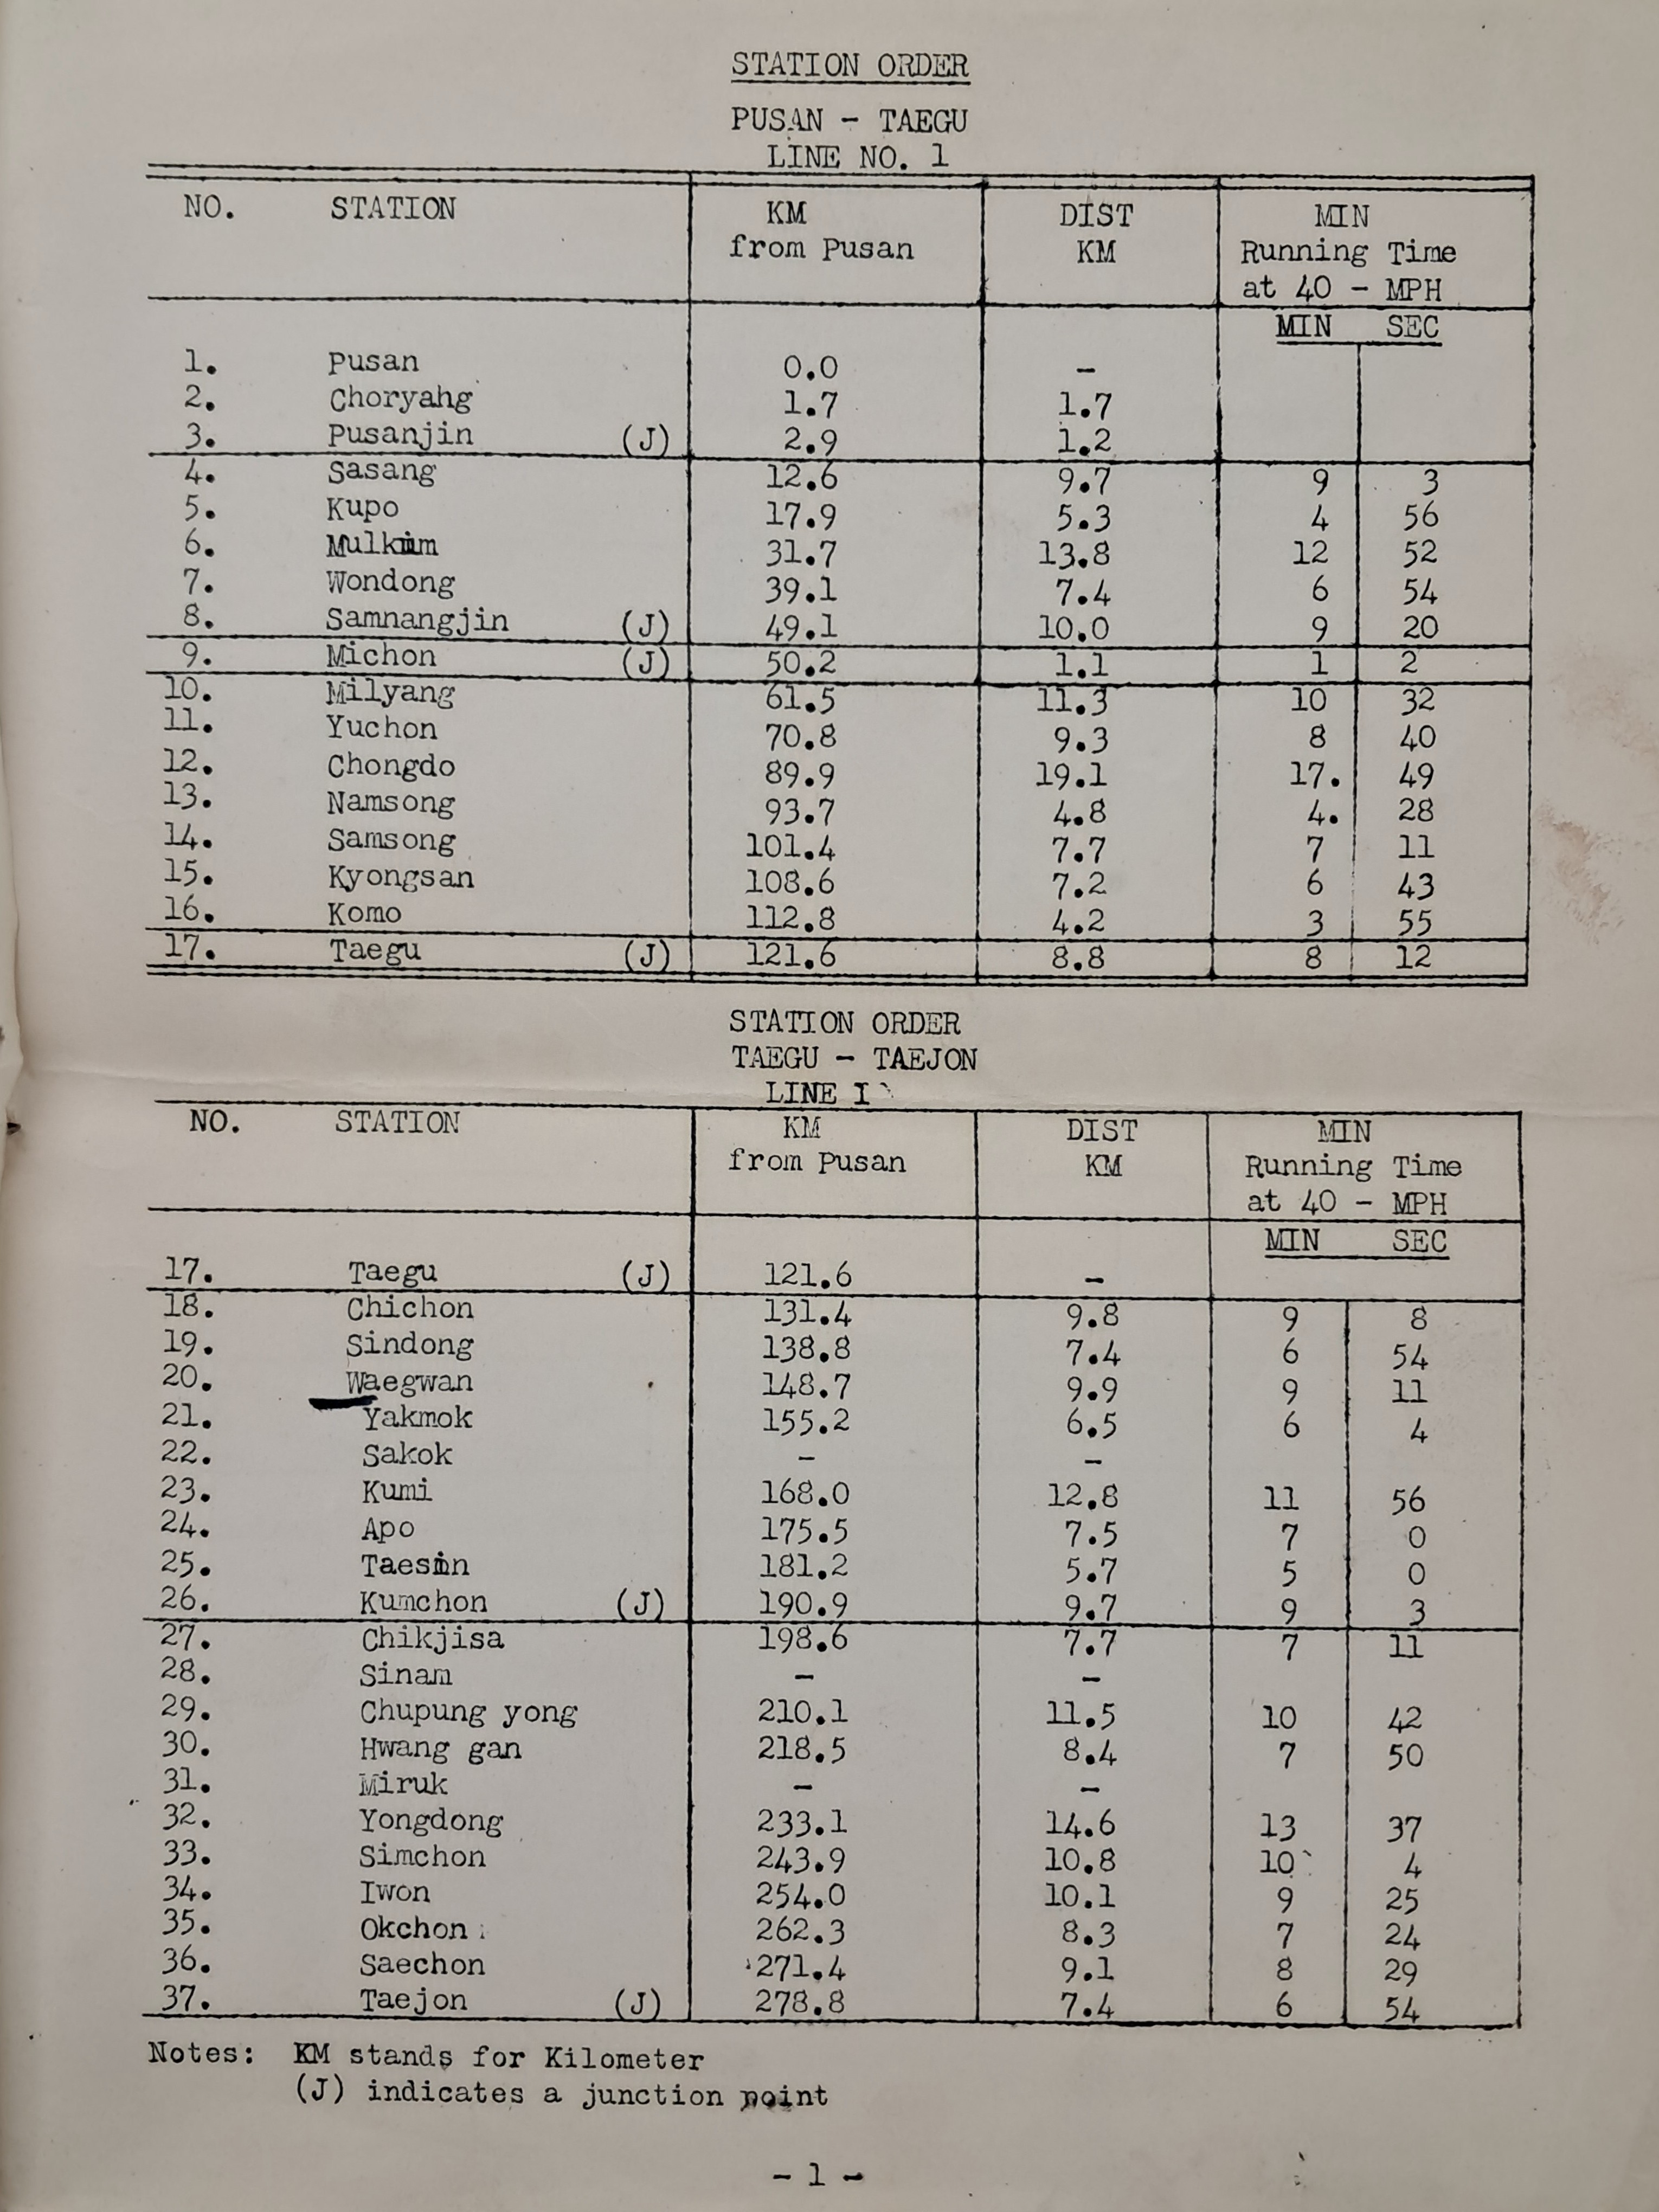 STATION ORDER
PUSAN - TAEGU
LINE NO. 1
NO. STATION KM DIST MIN
from Pusan KM Running Time
at 40 - MPH
MIN SEC
1. Pusan 0.0 -
2. Choryahg 1.7 1.7
3. Pusanjin (J) 2.9 1.2
4. Sasang 12.6 9.7 9 3
5. Kupo 17.9 5.3 4 56
6. Mulkum 31.7 13.8 12 52
7. Wondong 39.1 7.4 6 54
8. Samnangjin (J) 49.1 10.0 9 20
9. Michon (J) 50.2 1.1 1 2
10. Milyang 61.5 11.3 10 32
11. Yuchon 70.8 9.3 8 40
12. Chongdo 89.9 19.1 17. 49
13. Namsong 93.7 4.8 4. 28
14. Samsong 101.4 7.7 7 11
15. Kyongsan 108.6 7.2 6 43
16. Komo 112.8 4.2 3 55
17. Taegu (J) 121.6 8.8 8 12
STATION ORDER
TAEGU - TAEJON
LINE I
NO. STATION KM DIST MIN
from Pusan KM Running Time
at 40 - MPH
MIN SEC
17. Taegu (J) 121.6 -
18. Chichon 131.4 9.8 9 8
19. Sindong 138.8 7.4 6 54
20. Waegwan 148.7 9.9 9 11
21. Yakmok 155.2 6.5 6 4
22. Sakok - -
23. Kumi 168.0 12.8 11 56
24. Apo 175.5 7.5 7 0
25. Taesin 181.2 5.7 5 0
26. Kumchon (J) 190.9 9.7 9 3
27. Chikjisa 198.6 7.7 7 11
28. Sinam - -
29. Chupung yong 210.1 11.5 10 42
30. Hwang gan 218.5 8.4 7 50
31. Miruk - -
32. Yongdong 233.1 14.6 13 37
33. Simchon 243.9 10.8 10 4
34. Iwon 254.0 10.1 9 25
35. Okchon 262.3 8.3 7 24
36. Saechon 271.4 9.1 8 29
37. Taejon (J) 278.8 7.4 6 54
Notes: KM stands for Kilometer
(J) indicates a junction point
- 1 -